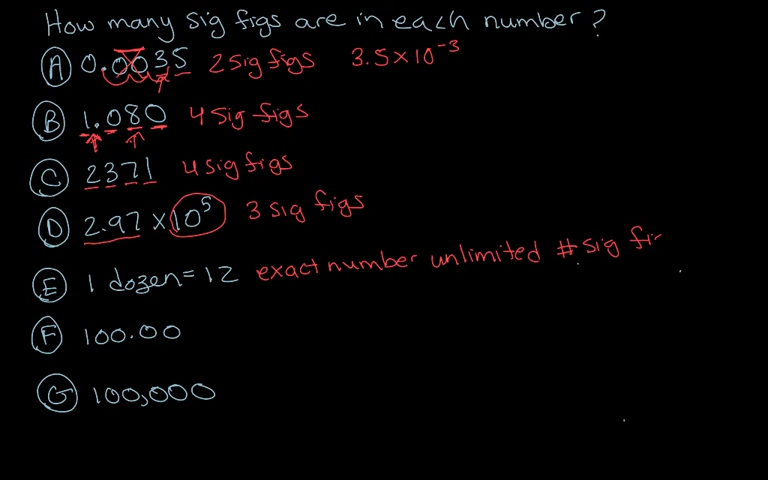 How many sig figs are in each number?
A 0.0035 2 sig figs 3.5 × 10⁻³
B 1.080 4 sig figs
C 2371 4 sig figs
D 2.97 × 10⁵ 3 sig figs
E 1 dozen = 12 exact number unlimited # sig fi
F 100.00
G 100,000